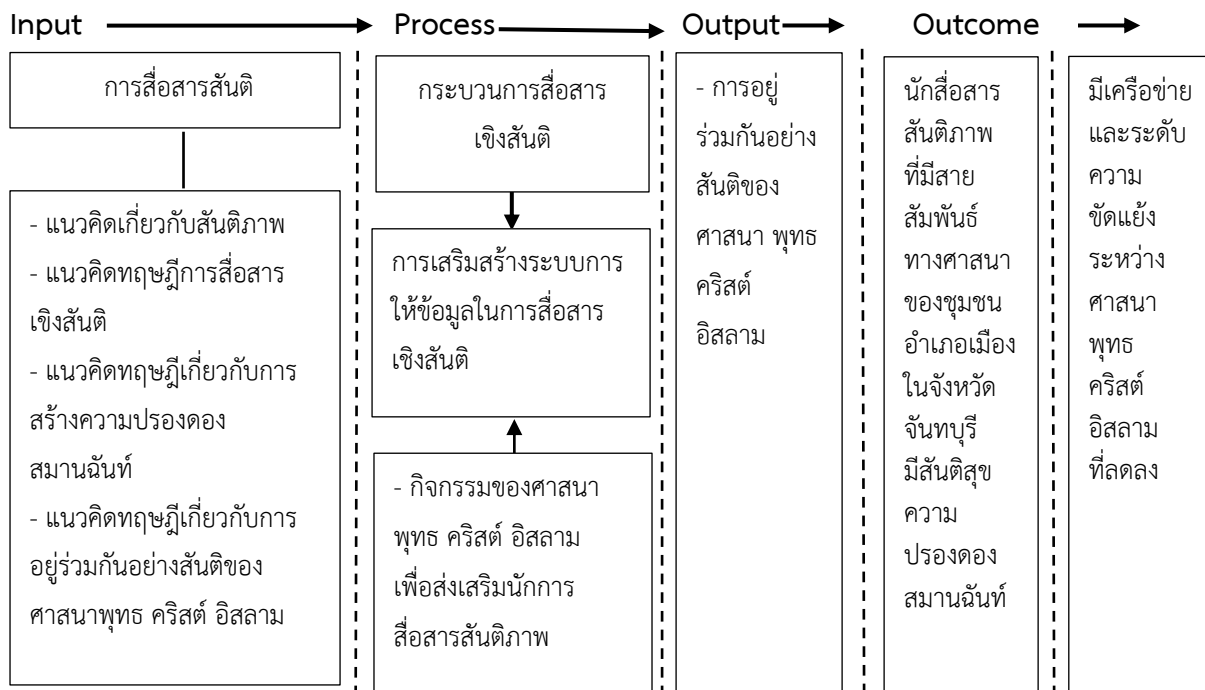 Input Process Output Outcome
การสื่อสารสันติ
- แนวคิดเกี่ยวกับสันติภาพ
- แนวคิดทฤษฎีการสื่อสาร
เชิงสันติ
- แนวคิดทฤษฎีเกี่ยวกับการ
สร้างความปรองดอง
สมานฉันท์
- แนวคิดทฤษฎีเกี่ยวกับการ
อยู่ร่วมกันอย่างสันติของ
ศาสนาพุทธ คริสต์ อิสลาม
กระบวนการสื่อสาร
เชิงสันติ
การเสริมสร้างระบบการ
ให้ข้อมูลในการสื่อสาร
เชิงสันติ
- กิจกรรมของศาสนา
พุทธ คริสต์ อิสลาม
เพื่อส่งเสริมนักการ
สื่อสารสันติภาพ
- การอยู่
ร่วมกันอย่าง
สันติของ
ศาสนา พุทธ
คริสต์
อิสลาม
นักสื่อสาร
สันติภาพ
ที่มีสาย
สัมพันธ์
ทางศาสนา
ของชุมชน
อำเภอเมือง
ในจังหวัด
จันทบุรี
มีสันติสุข
ความ
ปรองดอง
สมานฉันท์
มีเครือข่าย
และระดับ
ความ
ขัดแย้ง
ระหว่าง
ศาสนา
พุทธ
คริสต์
อิสลาม
ที่ลดลง